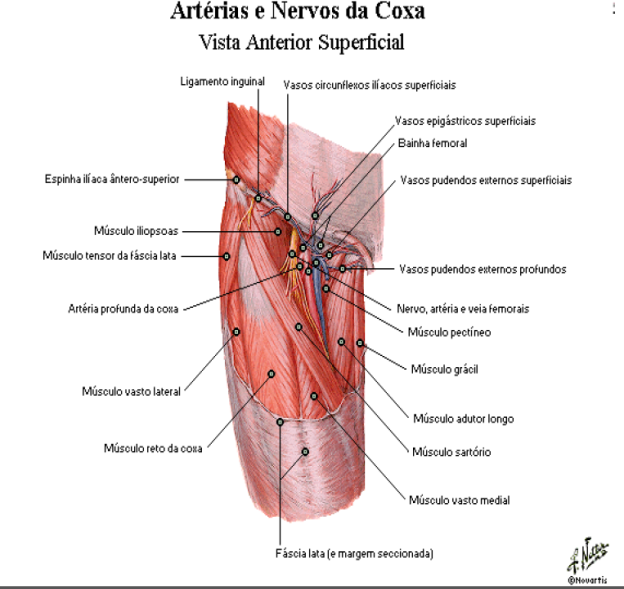 Artérias e Nervos da Coxa
Vista Anterior Superficial
Ligamento inguinal
Vasos circunflexos ilíacos superficiais
Vasos epigástricos superficiais
Bainha femoral
Espinha ilíaca ântero-superior
Vasos pudendos externos superficiais
Músculo iliopsoas
Músculo tensor da fáscia lata
Vasos pudendos externos profundos
Artéria profunda da coxa
Nervo, artéria e veia femorais
Músculo pectíneo
Músculo grácil
Músculo vasto lateral
Músculo adutor longo
Músculo reto da coxa
Músculo sartório
Músculo vasto medial
Fáscia lata (e margem seccionada)
©Novartis